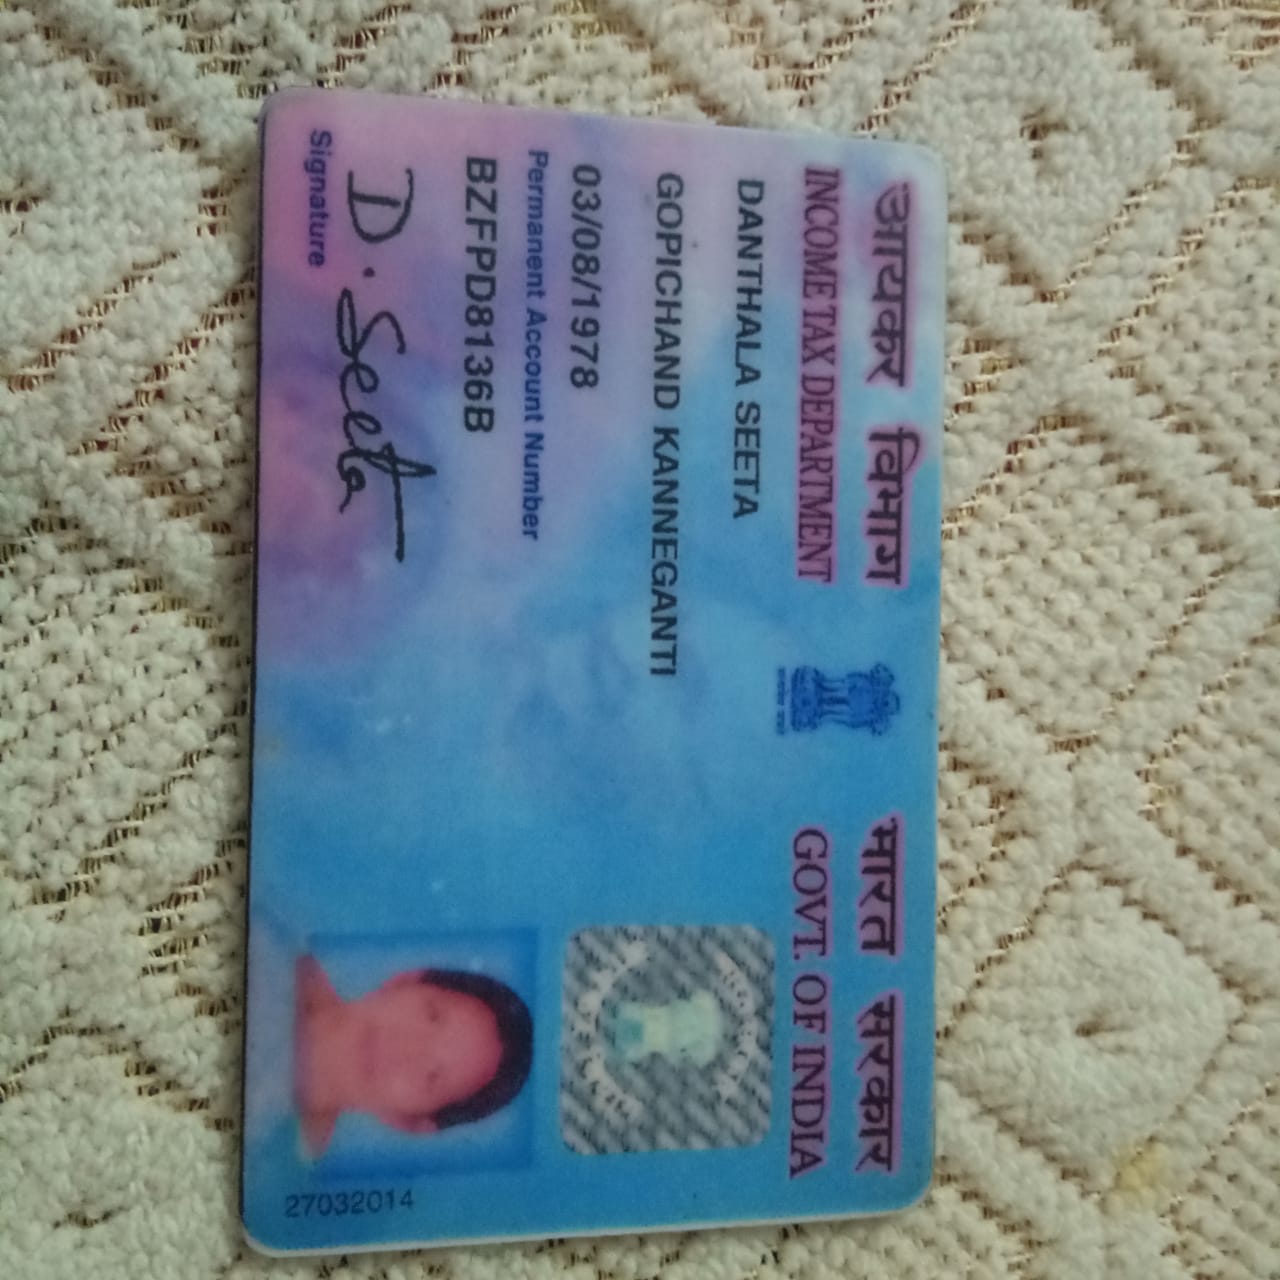 आयकर विभाग
INCOME TAX DEPARTMENT
भारत सरकार
GOVT. OF INDIA
DANTHALA SEETA
GOPICHAND KANNEGANTI
03/08/1978
Permanent Account Number
BZFPD8136B
D. Seeta
Signature
27032014